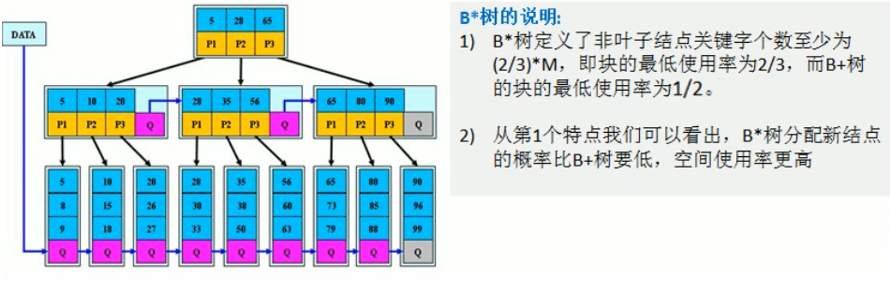 DATA
5 28 65
P1 P2 P3
5 10 20
P1 P2 P3 Q
28 35 56
P1 P2 P3 Q
65 80 90
P1 P2 P3 Q
5 10 20 28 35 56 65 80 90
8 15 26 30 38 60 73 85 96
9 18 27 33 50 63 79 88 99
Q Q Q Q Q Q Q Q Q
B*树的说明:
1) B*树定义了非叶子结点关键字个数至少为
(2/3)*M，即块的最低使用率为2/3，而B+树
的块的最低使用率为1/2。
2) 从第1个特点我们可以看出，B*树分配新结点
的概率比B+树要低，空间使用率更高